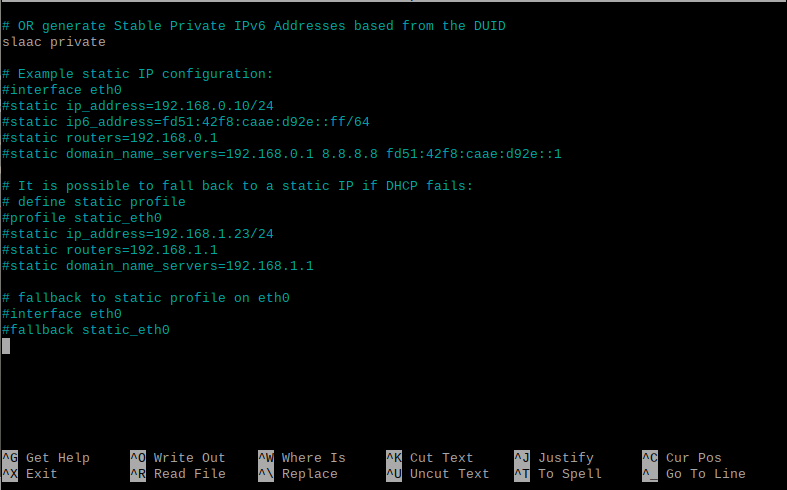 # OR generate Stable Private IPv6 Addresses based from the DUID
slaac private
# Example static IP configuration:
#interface eth0
#static ip_address=192.168.0.10/24
#static ip6_address=fd51:42f8:caae:d92e::ff/64
#static routers=192.168.0.1
#static domain_name_servers=192.168.0.1 8.8.8.8 fd51:42f8:caae:d92e::1
# It is possible to fall back to a static IP if DHCP fails:
# define static profile
#profile static_eth0
#static ip_address=192.168.1.23/24
#static routers=192.168.1.1
#static domain_name_servers=192.168.1.1
# fallback to static profile on eth0
#interface eth0
#fallback static_eth0
^G Get Help ^O Write Out ^W Where Is ^K Cut Text ^J Justify ^C Cur Pos
^X Exit ^R Read File ^\ Replace ^U Uncut Text ^T To Spell ^_ Go To Line